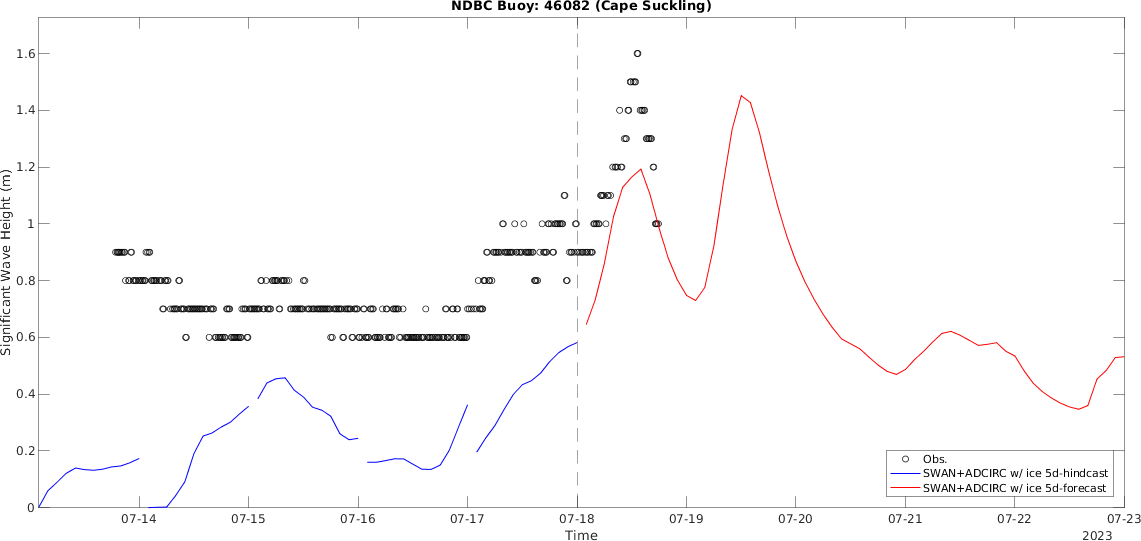 NDBC Buoy: 46082 (Cape Suckling)
Significant Wave Height (m)
1.6
1.4
1.2
1
0.8
0.6
0.4
0.2
0
Obs.
SWAN+ADCIRC w/ ice 5d-hindcast
SWAN+ADCIRC w/ ice 5d-forecast
07-14 07-15 07-16 07-17 07-18 07-19 07-20 07-21 07-22 07-23
Time
2023